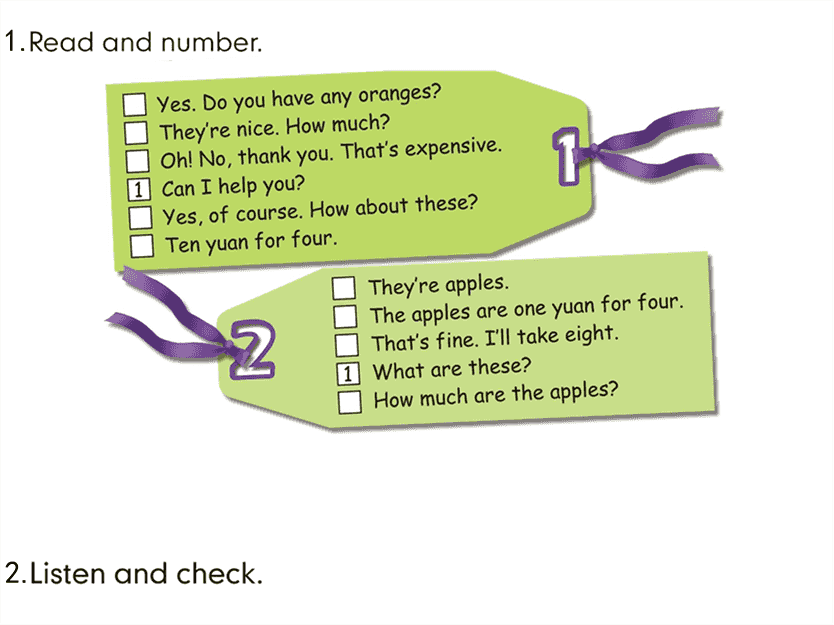 1.Read and number.
Yes. Do you have any oranges?
They're nice. How much?
Oh! No, thank you. That's expensive.
1 Can I help you?
Yes, of course. How about these?
Ten yuan for four.
1
They're apples.
The apples are one yuan for four.
That's fine. I'll take eight.
1 What are these?
How much are the apples?
2
2.Listen and check.